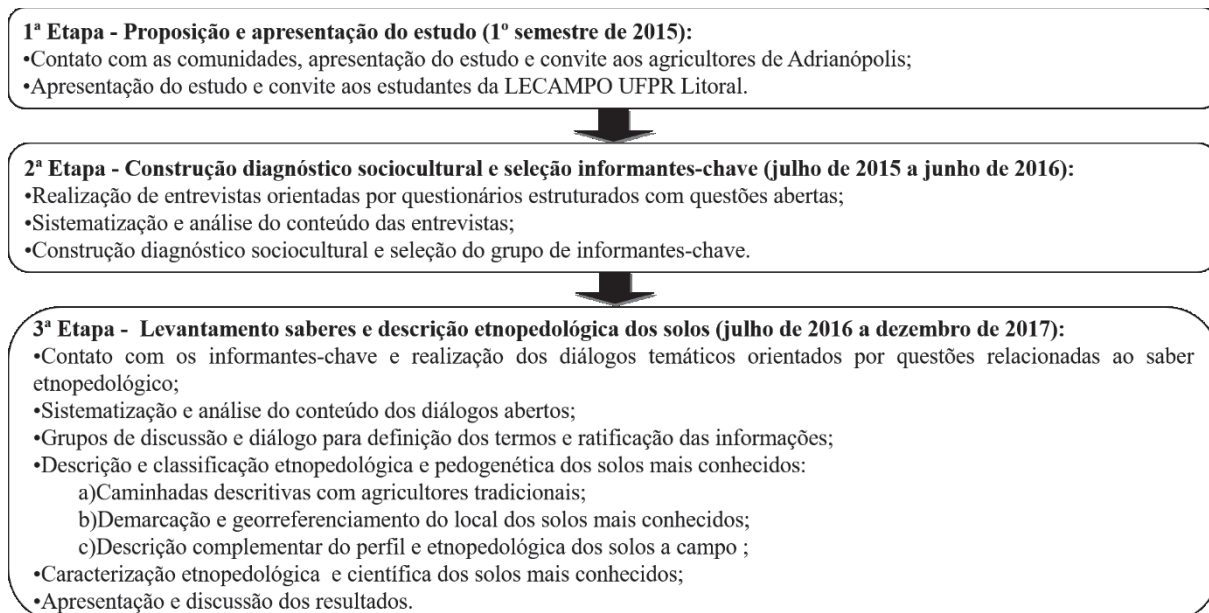 1ª Etapa - Proposição e apresentação do estudo (1º semestre de 2015):
•Contato com as comunidades, apresentação do estudo e convite aos agricultores de Adrianópolis;
•Apresentação do estudo e convite aos estudantes da LECAMPO UFPR Litoral.
2ª Etapa - Construção diagnóstico sociocultural e seleção informantes-chave (julho de 2015 a junho de 2016):
•Realização de entrevistas orientadas por questionários estruturados com questões abertas;
•Sistematização e análise do conteúdo das entrevistas;
•Construção diagnóstico sociocultural e seleção do grupo de informantes-chave.
3ª Etapa - Levantamento saberes e descrição etnopedológica dos solos (julho de 2016 a dezembro de 2017):
•Contato com os informantes-chave e realização dos diálogos temáticos orientados por questões relacionadas ao saber
etnopedológico;
•Sistematização e análise do conteúdo dos diálogos abertos;
•Grupos de discussão e diálogo para definição dos termos e ratificação das informações;
•Descrição e classificação etnopedológica e pedogenética dos solos mais conhecidos:
a)Caminhadas descritivas com agricultores tradicionais;
b)Demarcação e georreferenciamento do local dos solos mais conhecidos;
c)Descrição complementar do perfil e etnopedológica dos solos a campo ;
•Caracterização etnopedológica e científica dos solos mais conhecidos;
•Apresentação e discussão dos resultados.